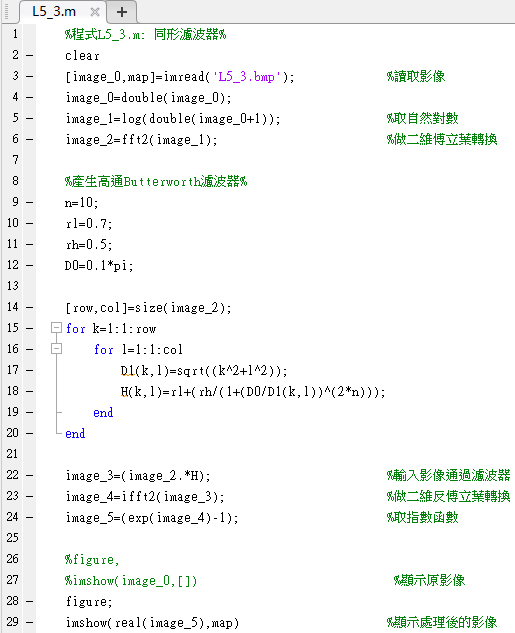 L5_3.m
1 %程式L5_3.m: 同形濾波器%
2 – clear
3 – [image_0,map]=imread('L5_3.bmp'); %讀取影像
4 – image_0=double(image_0);
5 – image_1=log(double(image_0+1)); %取自然對數
6 – image_2=fft2(image_1); %做二維傅立葉轉換
7
8 %產生高通Butterworth濾波器%
9 – n=10;
10 – rl=0.7;
11 – rh=0.5;
12 – D0=0.1*pi;
13
14 – [row,col]=size(image_2);
15 – for k=1:1:row
16 – for l=1:1:col
17 – D1(k,l)=sqrt((k^2+l^2));
18 – H(k,l)=rl+(rh/(1+(D0/D1(k,l))^(2*n)));
19 – end
20 – end
21
22 – image_3=(image_2.*H); %輸入影像通過濾波器
23 – image_4=ifft2(image_3); %做二維反傅立葉轉換
24 – image_5=(exp(image_4)-1); %取指數函數
25
26 %figure,
27 %imshow(image_0,[]) %顯示原影像
28 – figure;
29 – imshow(real(image_5),map) %顯示處理後的影像